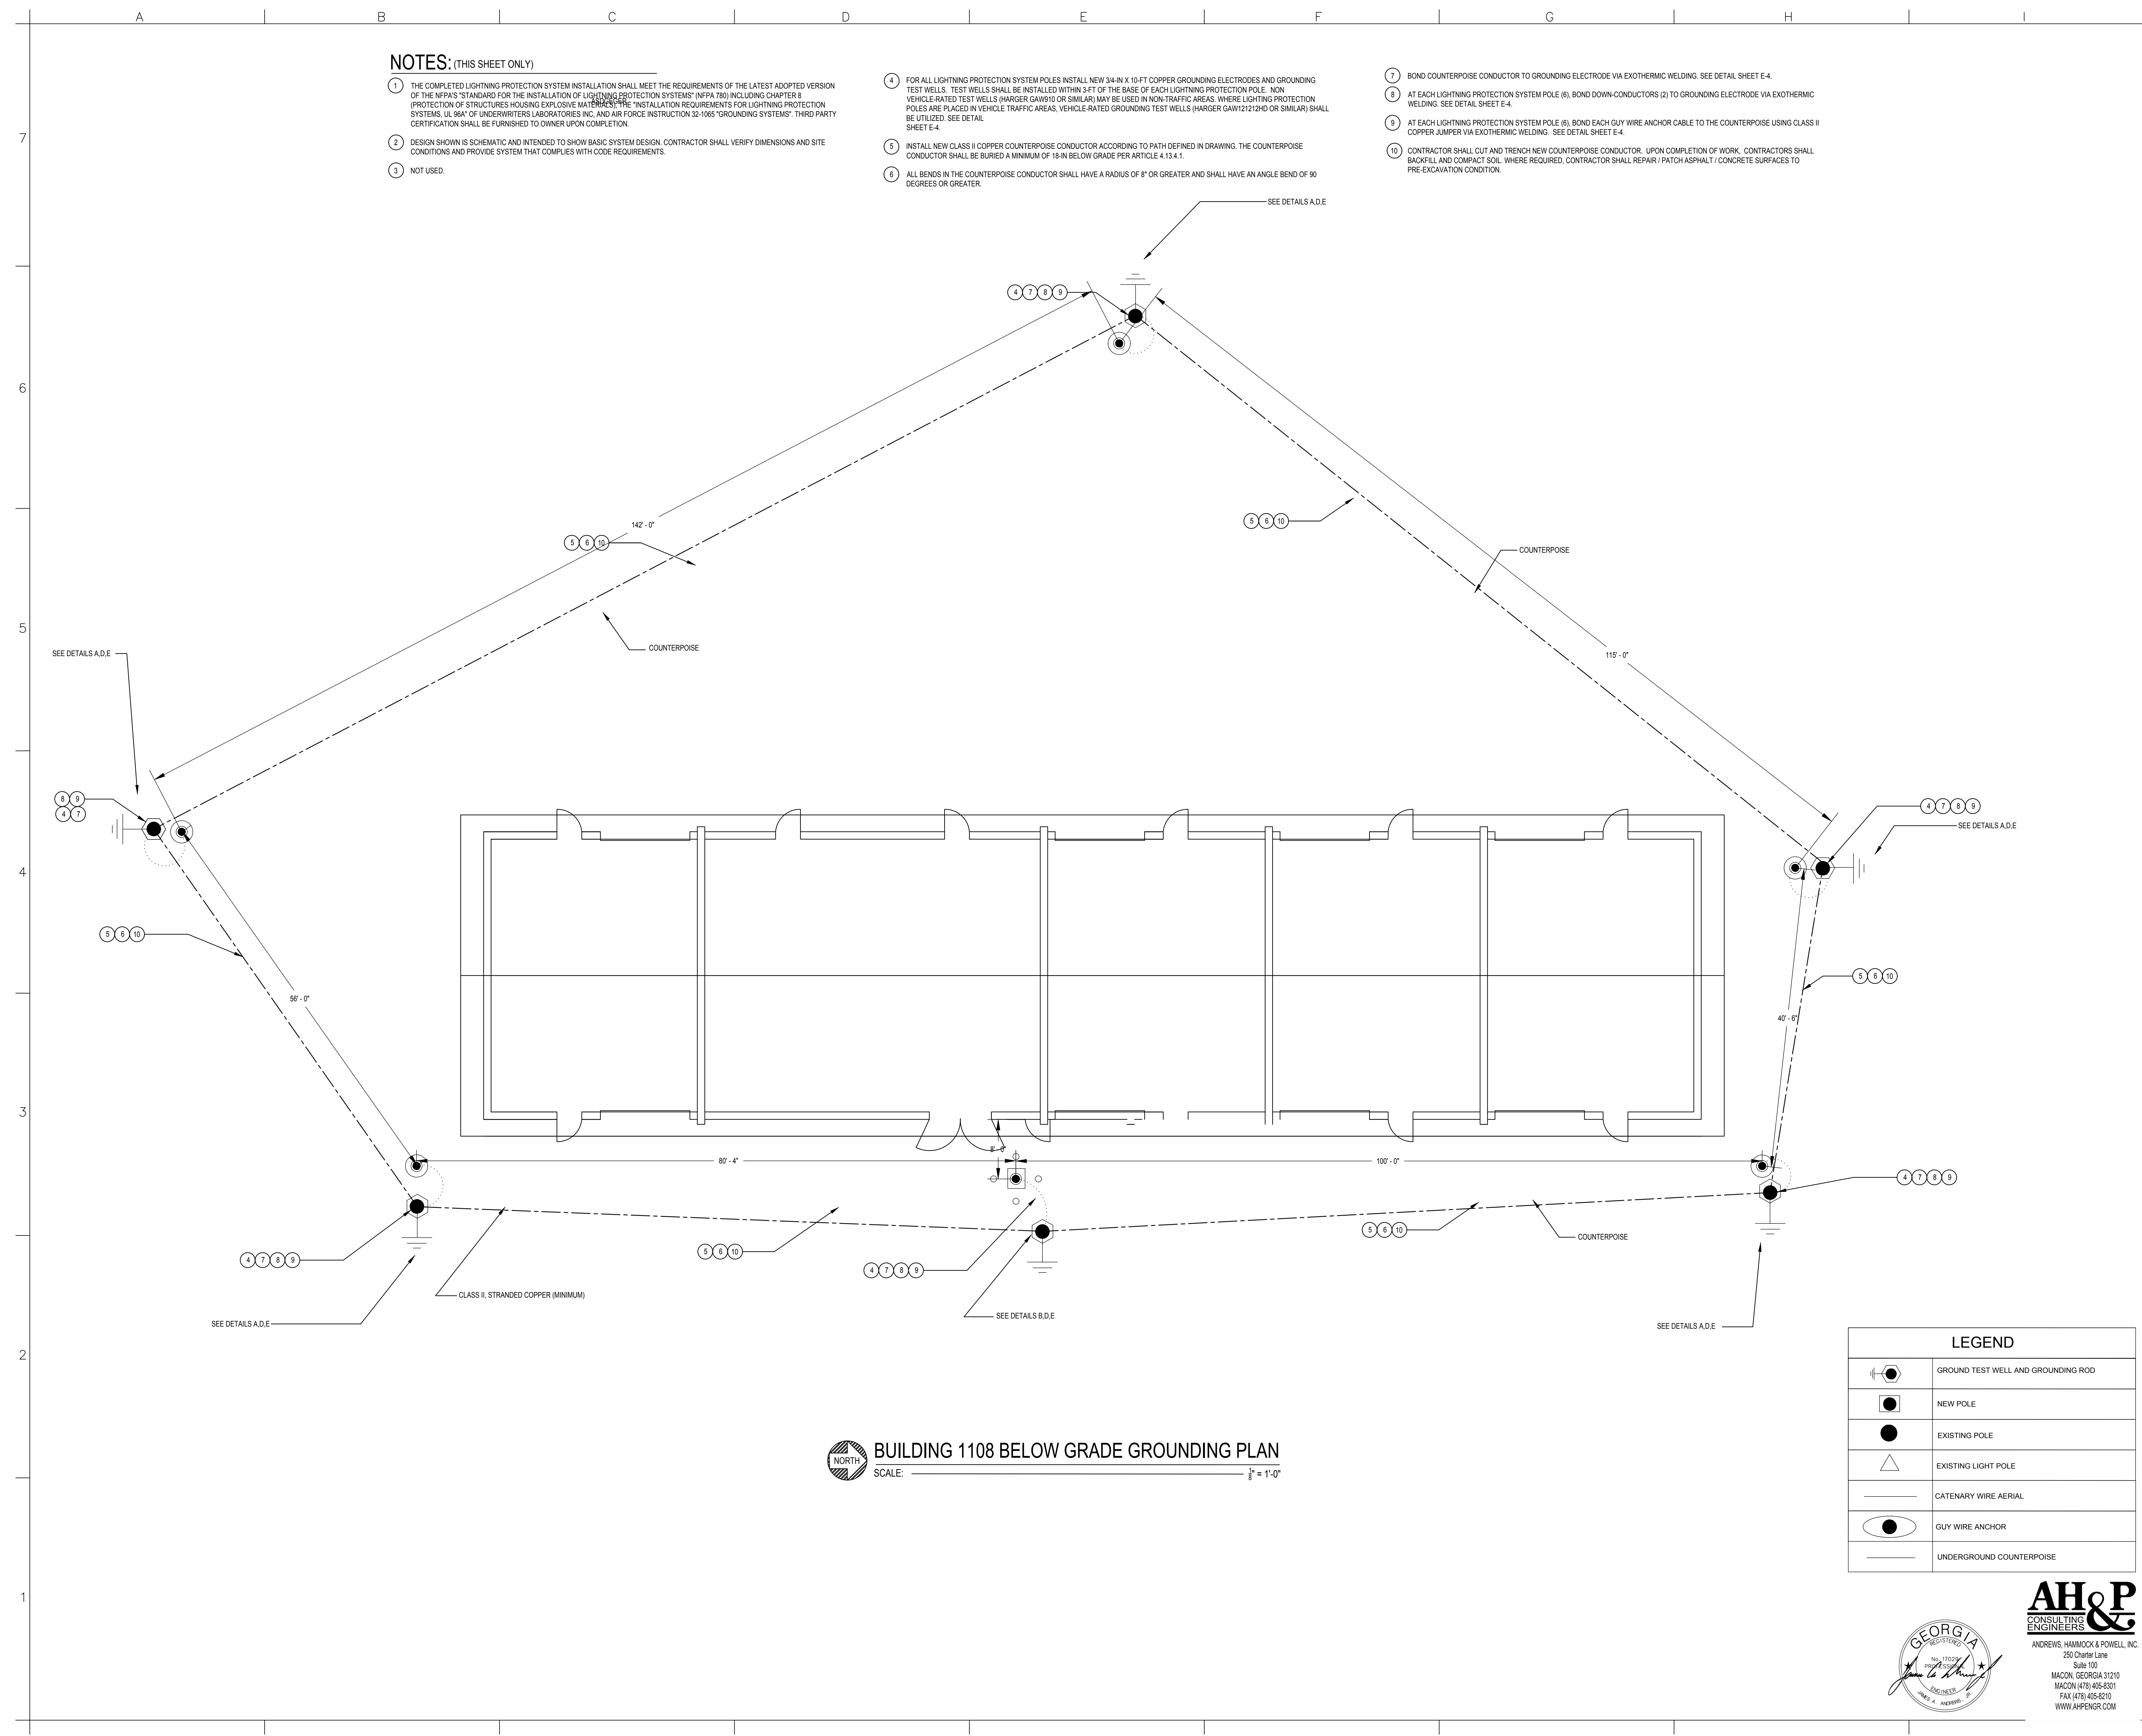 A B C D E F G H I
NOTES: (THIS SHEET ONLY)
1 THE COMPLETED LIGHTNING PROTECTION SYSTEM INSTALLATION SHALL MEET THE REQUIREMENTS OF THE LATEST ADOPTED VERSION
OF THE NFPA'S "STANDARD FOR THE INSTALLATION OF LIGHTNING PROTECTION SYSTEMS" (NFPA 780) INCLUDING CHAPTER 8
(PROTECTION OF STRUCTURES HOUSING EXPLOSIVE MATERIALS), THE "INSTALLATION REQUIREMENTS FOR LIGHTNING PROTECTION
SYSTEMS, UL 96A" OF UNDERWRITERS LABORATORIES INC, AND AIR FORCE INSTRUCTION 32-1065 "GROUNDING SYSTEMS". THIRD PARTY
CERTIFICATION SHALL BE FURNISHED TO OWNER UPON COMPLETION.
2 DESIGN SHOWN IS SCHEMATIC AND INTENDED TO SHOW BASIC SYSTEM DESIGN. CONTRACTOR SHALL VERIFY DIMENSIONS AND SITE
CONDITIONS AND PROVIDE SYSTEM THAT COMPLIES WITH CODE REQUIREMENTS.
3 NOT USED.
4 FOR ALL LIGHTNING PROTECTION SYSTEM POLES INSTALL NEW 3/4-IN X 10-FT COPPER GROUNDING ELECTRODES AND GROUNDING
TEST WELLS. TEST WELLS SHALL BE INSTALLED WITHIN 3-FT OF THE BASE OF EACH LIGHTNING PROTECTION POLE. NON
VEHICLE-RATED TEST WELLS (HARGER GAW910 OR SIMILAR) MAY BE USED IN NON-TRAFFIC AREAS. WHERE LIGHTING PROTECTION
POLES ARE PLACED IN VEHICLE TRAFFIC AREAS, VEHICLE-RATED GROUNDING TEST WELLS (HARGER GAW121212HD OR SIMILAR) SHALL
BE UTILIZED. SEE DETAIL
SHEET E-4.
5 INSTALL NEW CLASS II COPPER COUNTERPOISE CONDUCTOR ACCORDING TO PATH DEFINED IN DRAWING. THE COUNTERPOISE
CONDUCTOR SHALL BE BURIED A MINIMUM OF 18-IN BELOW GRADE PER ARTICLE 4.13.4.1.
6 ALL BENDS IN THE COUNTERPOISE CONDUCTOR SHALL HAVE A RADIUS OF 8" OR GREATER AND SHALL HAVE AN ANGLE BEND OF 90
DEGREES OR GREATER.
7 BOND COUNTERPOISE CONDUCTOR TO GROUNDING ELECTRODE VIA EXOTHERMIC WELDING. SEE DETAIL SHEET E-4.
8 AT EACH LIGHTNING PROTECTION SYSTEM POLE (6), BOND DOWN-CONDUCTORS (2) TO GROUNDING ELECTRODE VIA EXOTHERMIC
WELDING. SEE DETAIL SHEET E-4.
9 AT EACH LIGHTNING PROTECTION SYSTEM POLE (6), BOND EACH GUY WIRE ANCHOR CABLE TO THE COUNTERPOISE USING CLASS II
COPPER JUMPER VIA EXOTHERMIC WELDING. SEE DETAIL SHEET E-4.
10 CONTRACTOR SHALL CUT AND TRENCH NEW COUNTERPOISE CONDUCTOR. UPON COMPLETION OF WORK, CONTRACTORS SHALL
BACKFILL AND COMPACT SOIL. WHERE REQUIRED, CONTRACTOR SHALL REPAIR / PATCH ASPHALT / CONCRETE SURFACES TO
PRE-EXCAVATION CONDITION.
7
SEE DETAILS A,D,E
4 7 8 9
6
142' - 0"
5 6 10
5 6 10
COUNTERPOISE
5
COUNTERPOISE
SEE DETAILS A,D,E
115' - 0"
8 9
4 7
4 7 8 9
SEE DETAILS A,D,E
4
5 6 10
5 6 10
56' - 0"
40' - 6"
3
8' - 0"
80' - 4"
100' - 0"
4 7 8 9
5 6 10
COUNTERPOISE
5 6 10
4 7 8 9
4 7 8 9
CLASS II, STRANDED COPPER (MINIMUM)
SEE DETAILS B,D,E
SEE DETAILS A,D,E
SEE DETAILS A,D,E
2
LEGEND
GROUND TEST WELL AND GROUNDING ROD
NEW POLE
EXISTING POLE
EXISTING LIGHT POLE
CATENARY WIRE AERIAL
GUY WIRE ANCHOR
UNDERGROUND COUNTERPOISE
NORTH
BUILDING 1108 BELOW GRADE GROUNDING PLAN
SCALE: 1/8" = 1'-0"
1
AH&P
CONSULTING
ENGINEERS
ANDREWS, HAMMOCK & POWELL, INC.
250 Charter Lane
Suite 100
MACON, GEORGIA 31210
MACON (478) 405-8301
FAX (478) 405-8210
WWW.AHPENGR.COM
GEORGIA
REGISTERED
No. 17029
PROFESSIONAL
ENGINEER
JAMES A. ANDREWS, JR.